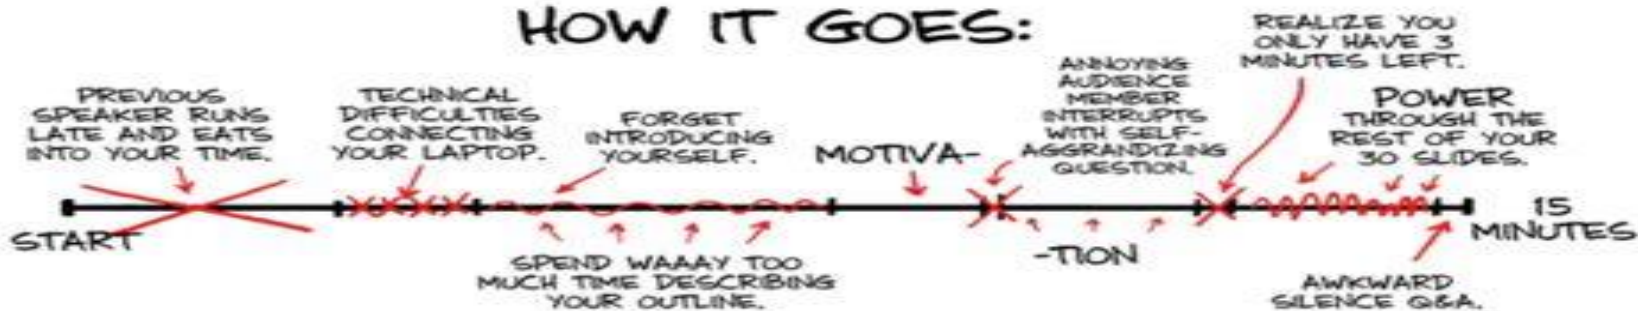 HOW IT GOES:
PREVIOUS
SPEAKER RUNS
LATE AND EATS
INTO YOUR TIME.
TECHNICAL
DIFFICULTIES
CONNECTING
YOUR LAPTOP.
FORGET
INTRODUCING
YOURSELF.
MOTIVA-
ANNOYING
AUDIENCE
MEMBER
INTERRUPTS
WITH SELF-
AGGRANDIZING
QUESTION.
REALIZE YOU
ONLY HAVE 3
MINUTES LEFT.
POWER
THROUGH THE
REST OF YOUR
30 SLIDES.
START
SPEND WAAAY TOO
MUCH TIME DESCRIBING
YOUR OUTLINE.
-TION
AWKWARD
SILENCE Q&A.
15
MINUTES